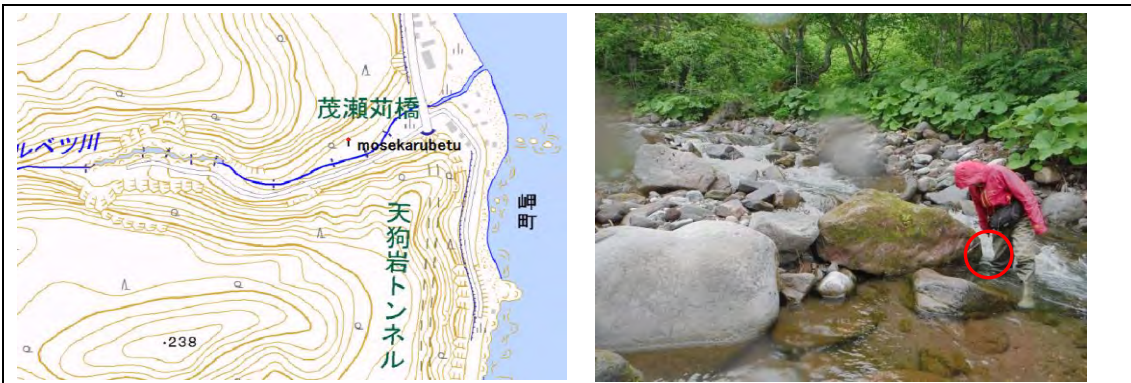 茂瀬苅橋
ルベツ川
mosekarubetu
岬町
天狗岩トンネル
・238